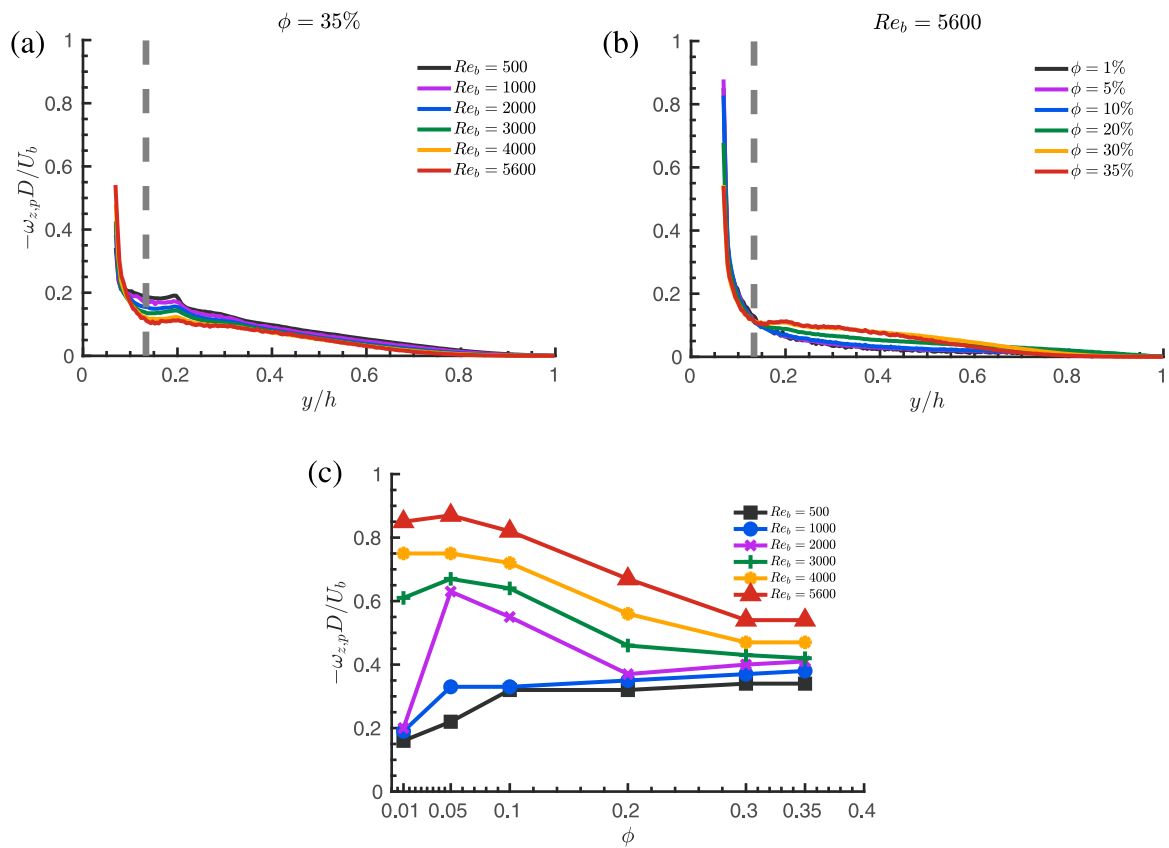 ϕ = 35%
(a)
1
0.8
0.6
0.4
0.2
0
−ω_{z,p}D/U_b
Re_b = 500
Re_b = 1000
Re_b = 2000
Re_b = 3000
Re_b = 4000
Re_b = 5600
0 0.2 0.4 0.6 0.8 1
y/h
Re_b = 5600
(b)
1
0.8
0.6
0.4
0.2
0
ϕ = 1%
ϕ = 5%
ϕ = 10%
ϕ = 20%
ϕ = 30%
ϕ = 35%
0 0.2 0.4 0.6 0.8 1
y/h
(c)
1
0.8
0.6
0.4
0.2
0
−ω_{z,p}D/U_b
Re_b = 500
Re_b = 1000
Re_b = 2000
Re_b = 3000
Re_b = 4000
Re_b = 5600
0.01 0.05 0.1 0.2 0.3 0.35 0.4
ϕ